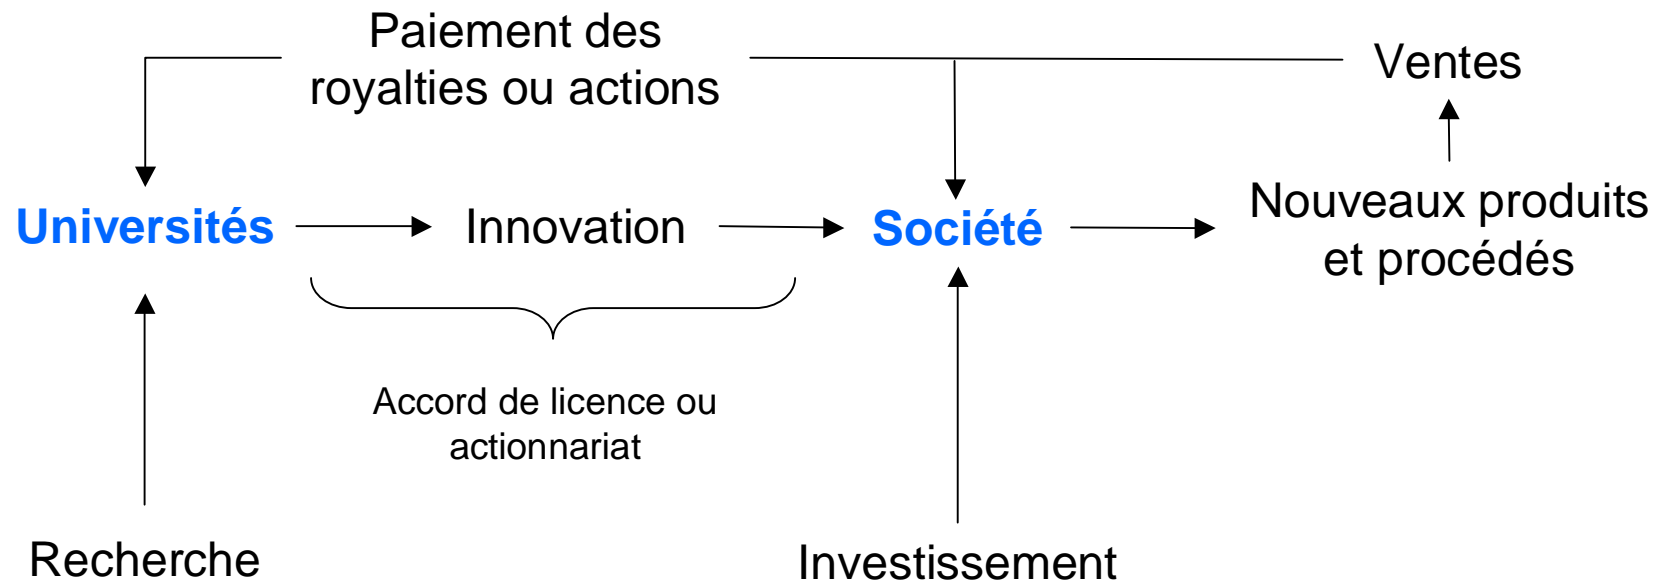 Paiement des
royalties ou actions
Ventes
Universités
Innovation
Société
Nouveaux produits
et procédés
Accord de licence ou
actionnariat
Recherche
Investissement